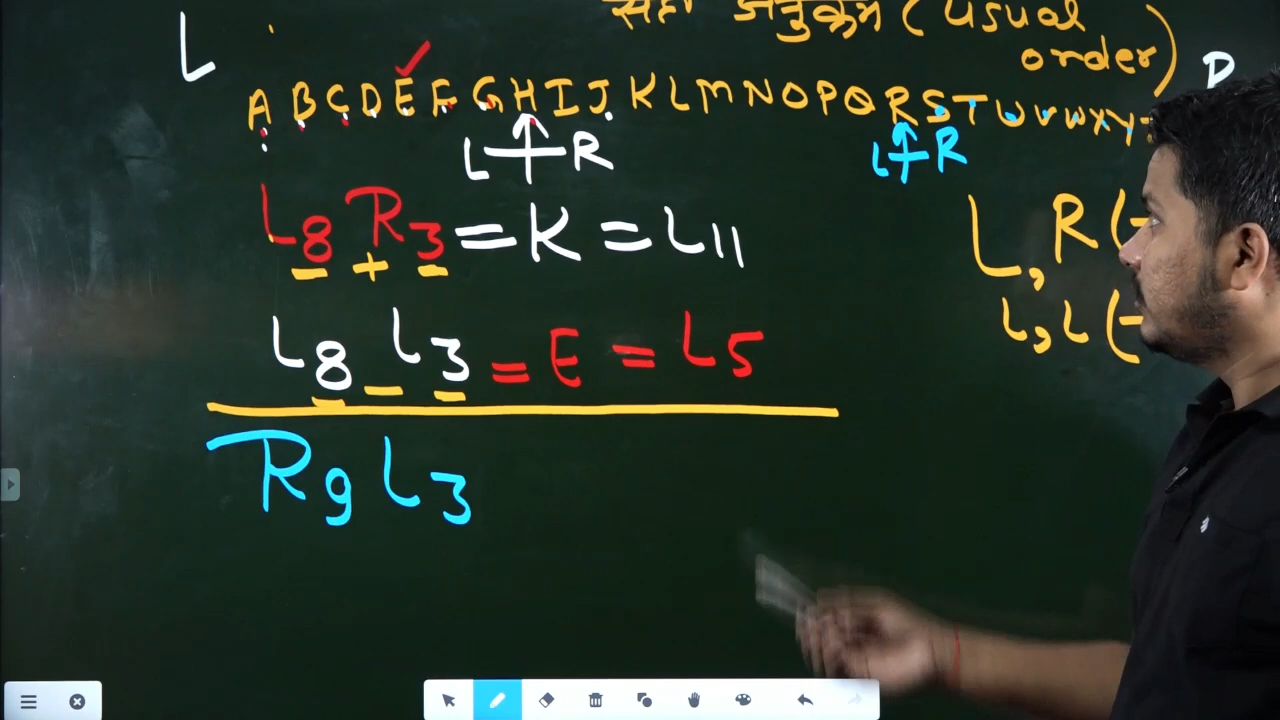 सही अनुक्रम (usual order)
L R
A B C D E F G H I J K L M N O P Q R S T U V W X Y Z
L R L R
L8 R3 = K = L11
L, R (
L8 L3 = E = L5
L, L (-
R9 L3